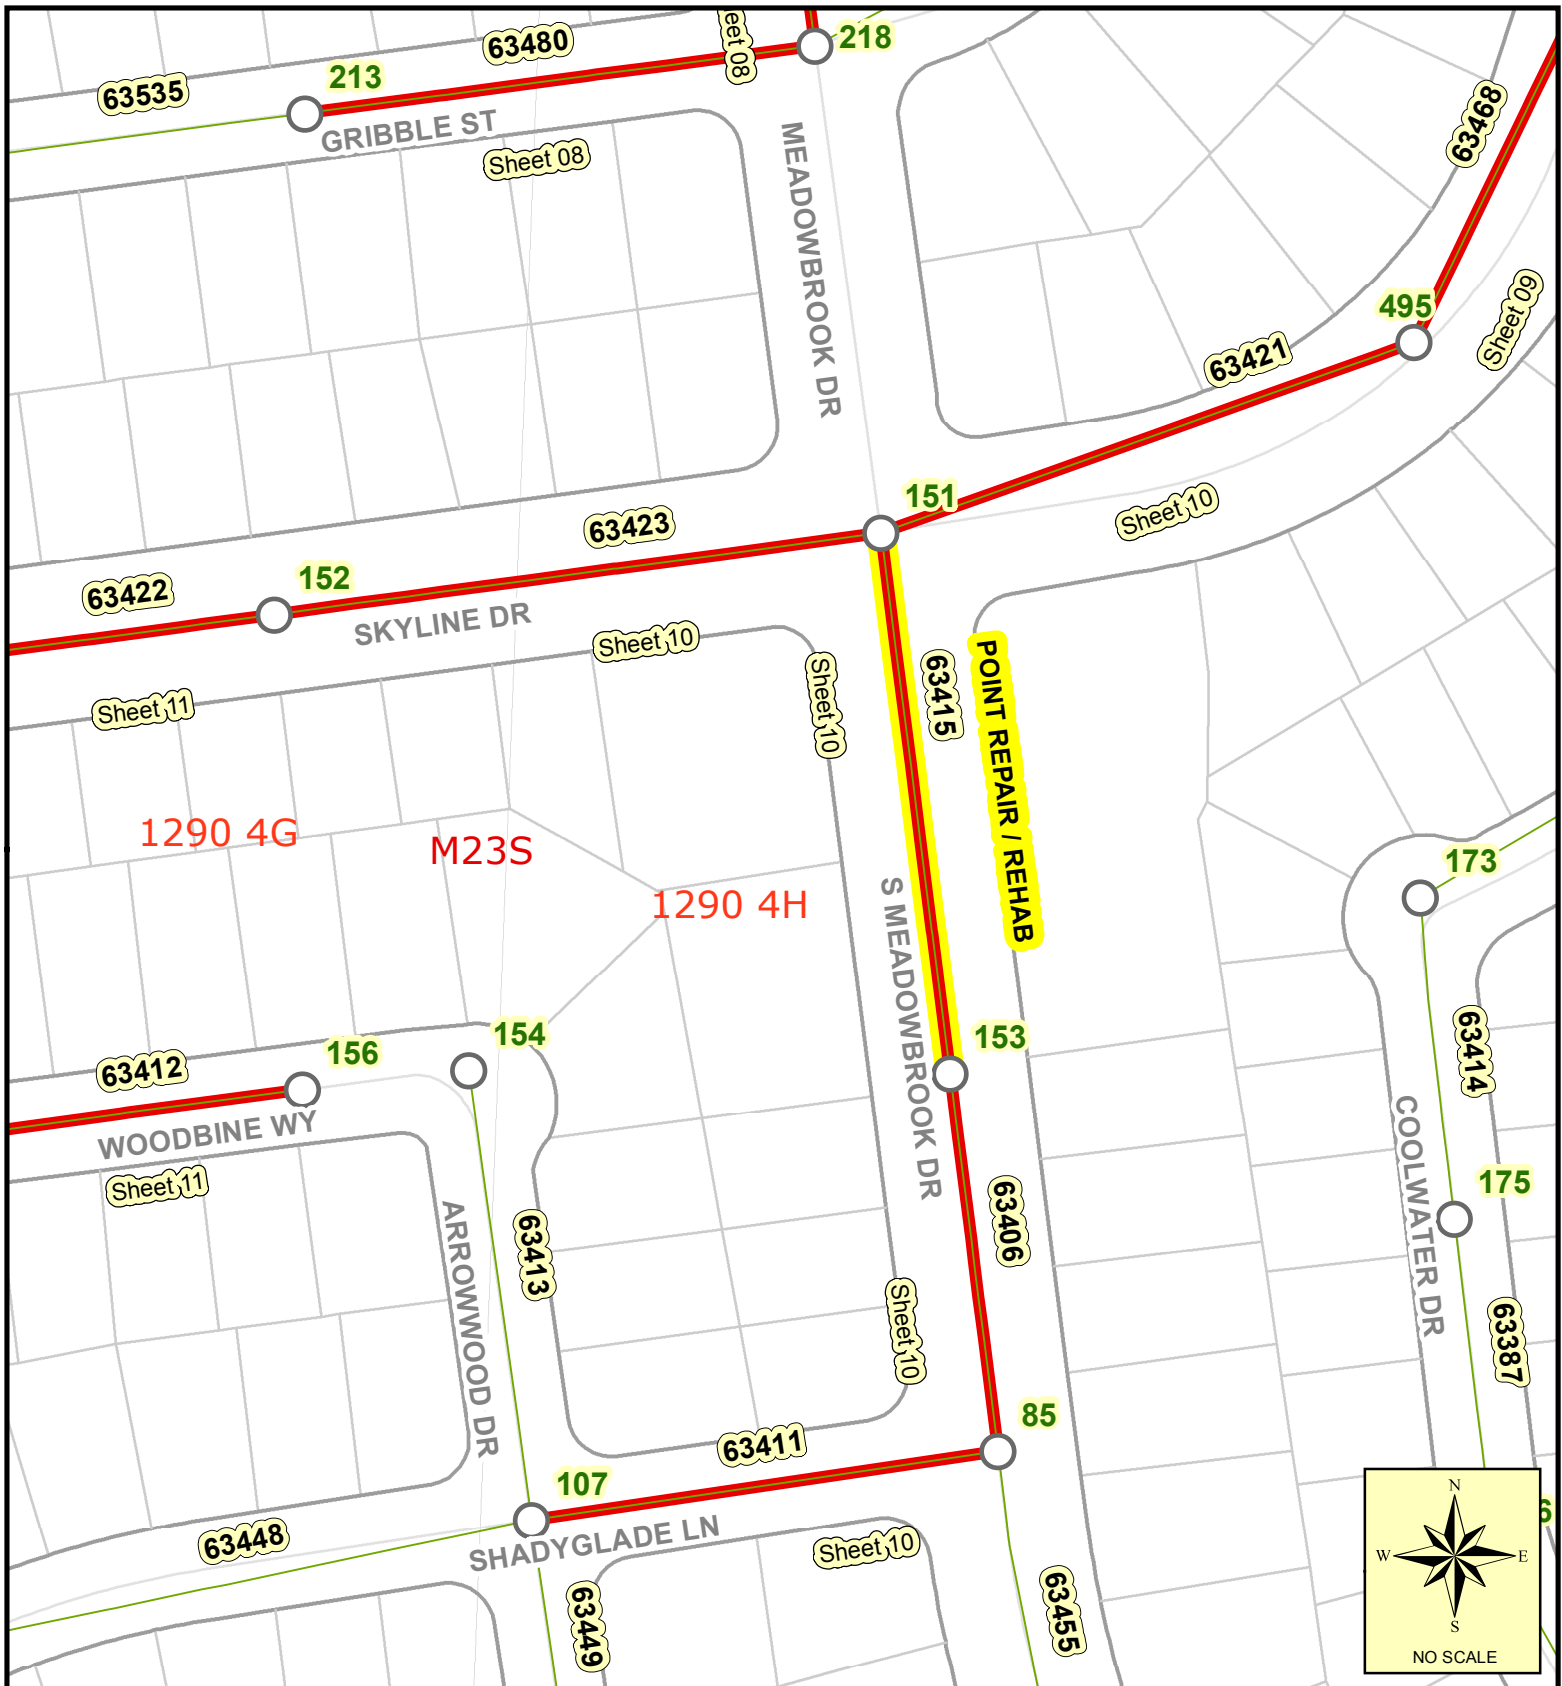 eet 08
218
63480
213
63535
GRIBBLE ST
Sheet 08
MEADOWBROOK DR
63468
495
Sheet 09
63421
151
Sheet 10
63423
152
63422
SKYLINE DR
Sheet 10
Sheet 11
Sheet 10
63415
POINT REPAIR / REHAB
1290 4G
M23S
1290 4H
173
S MEADOWBROOK DR
154
153
156
63412
63414
WOODBINE WY
COOLWATER DR
175
Sheet 11
63406
ARROWWOOD DR
63413
Sheet 10
63387
85
63411
107
SHADYGLADE LN
63448
Sheet 10
63449
63455
6
N
W
E
S
NO SCALE